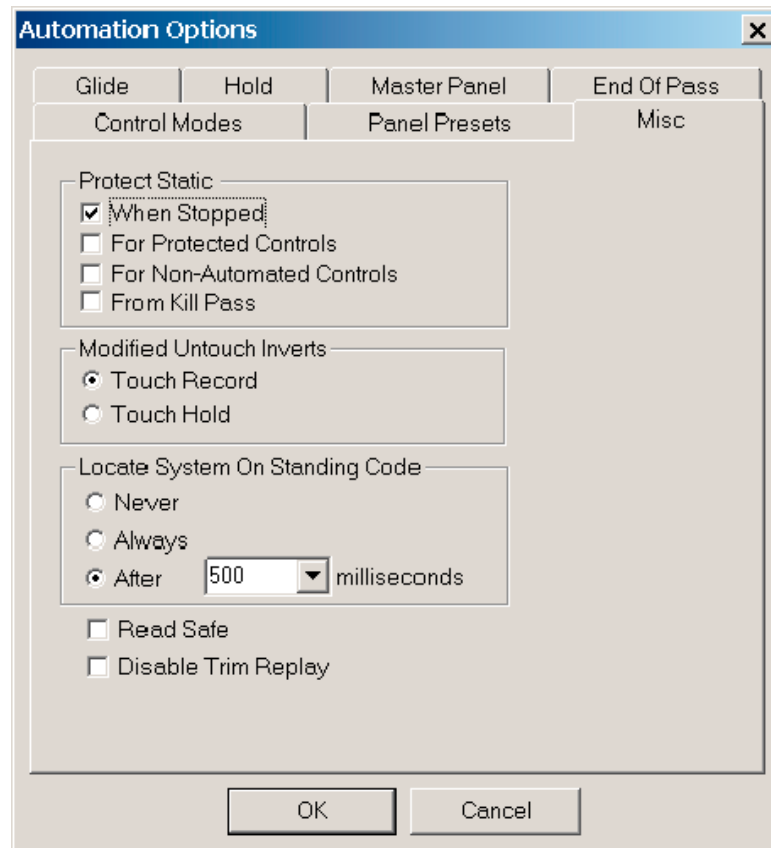 Automation Options
Glide Hold Master Panel End Of Pass
Control Modes Panel Presets Misc
Protect Static
When Stopped
For Protected Controls
For Non-Automated Controls
From Kill Pass
Modified Untouch Inverts
Touch Record
Touch Hold
Locate System On Standing Code
Never
Always
After 500 milliseconds
Read Safe
Disable Trim Replay
OK Cancel